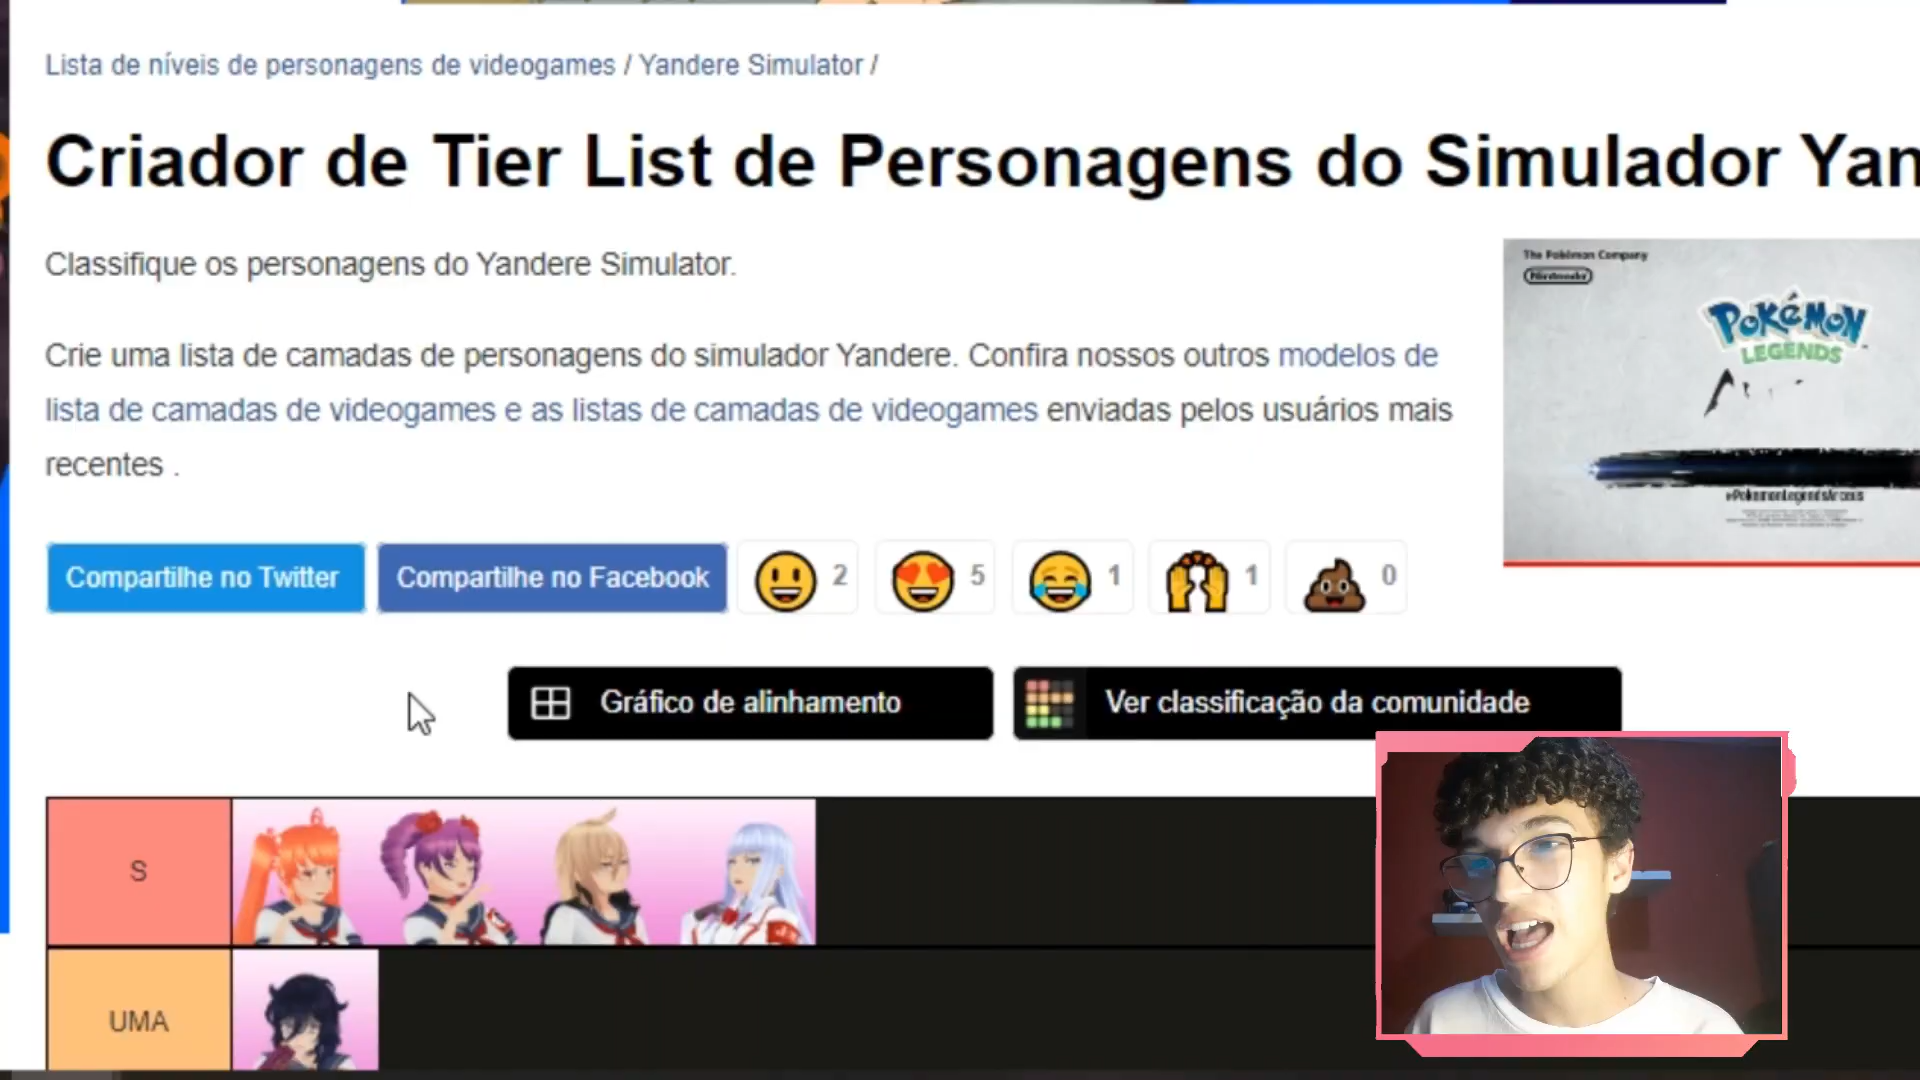 Lista de níveis de personagens de videogames / Yandere Simulator /
Criador de Tier List de Personagens do Simulador Yan
Classifique os personagens do Yandere Simulator.
The Pokémon Company
Nintendo
POKéMON
LEGENDS
Crie uma lista de camadas de personagens do simulador Yandere. Confira nossos outros modelos de
lista de camadas de videogames e as listas de camadas de videogames enviadas pelos usuários mais
recentes .
#PokemonLegendsArceus
Compartilhe no Twitter
Compartilhe no Facebook
2
5
1
1
0
Gráfico de alinhamento
Ver classificação da comunidade
S
UMA